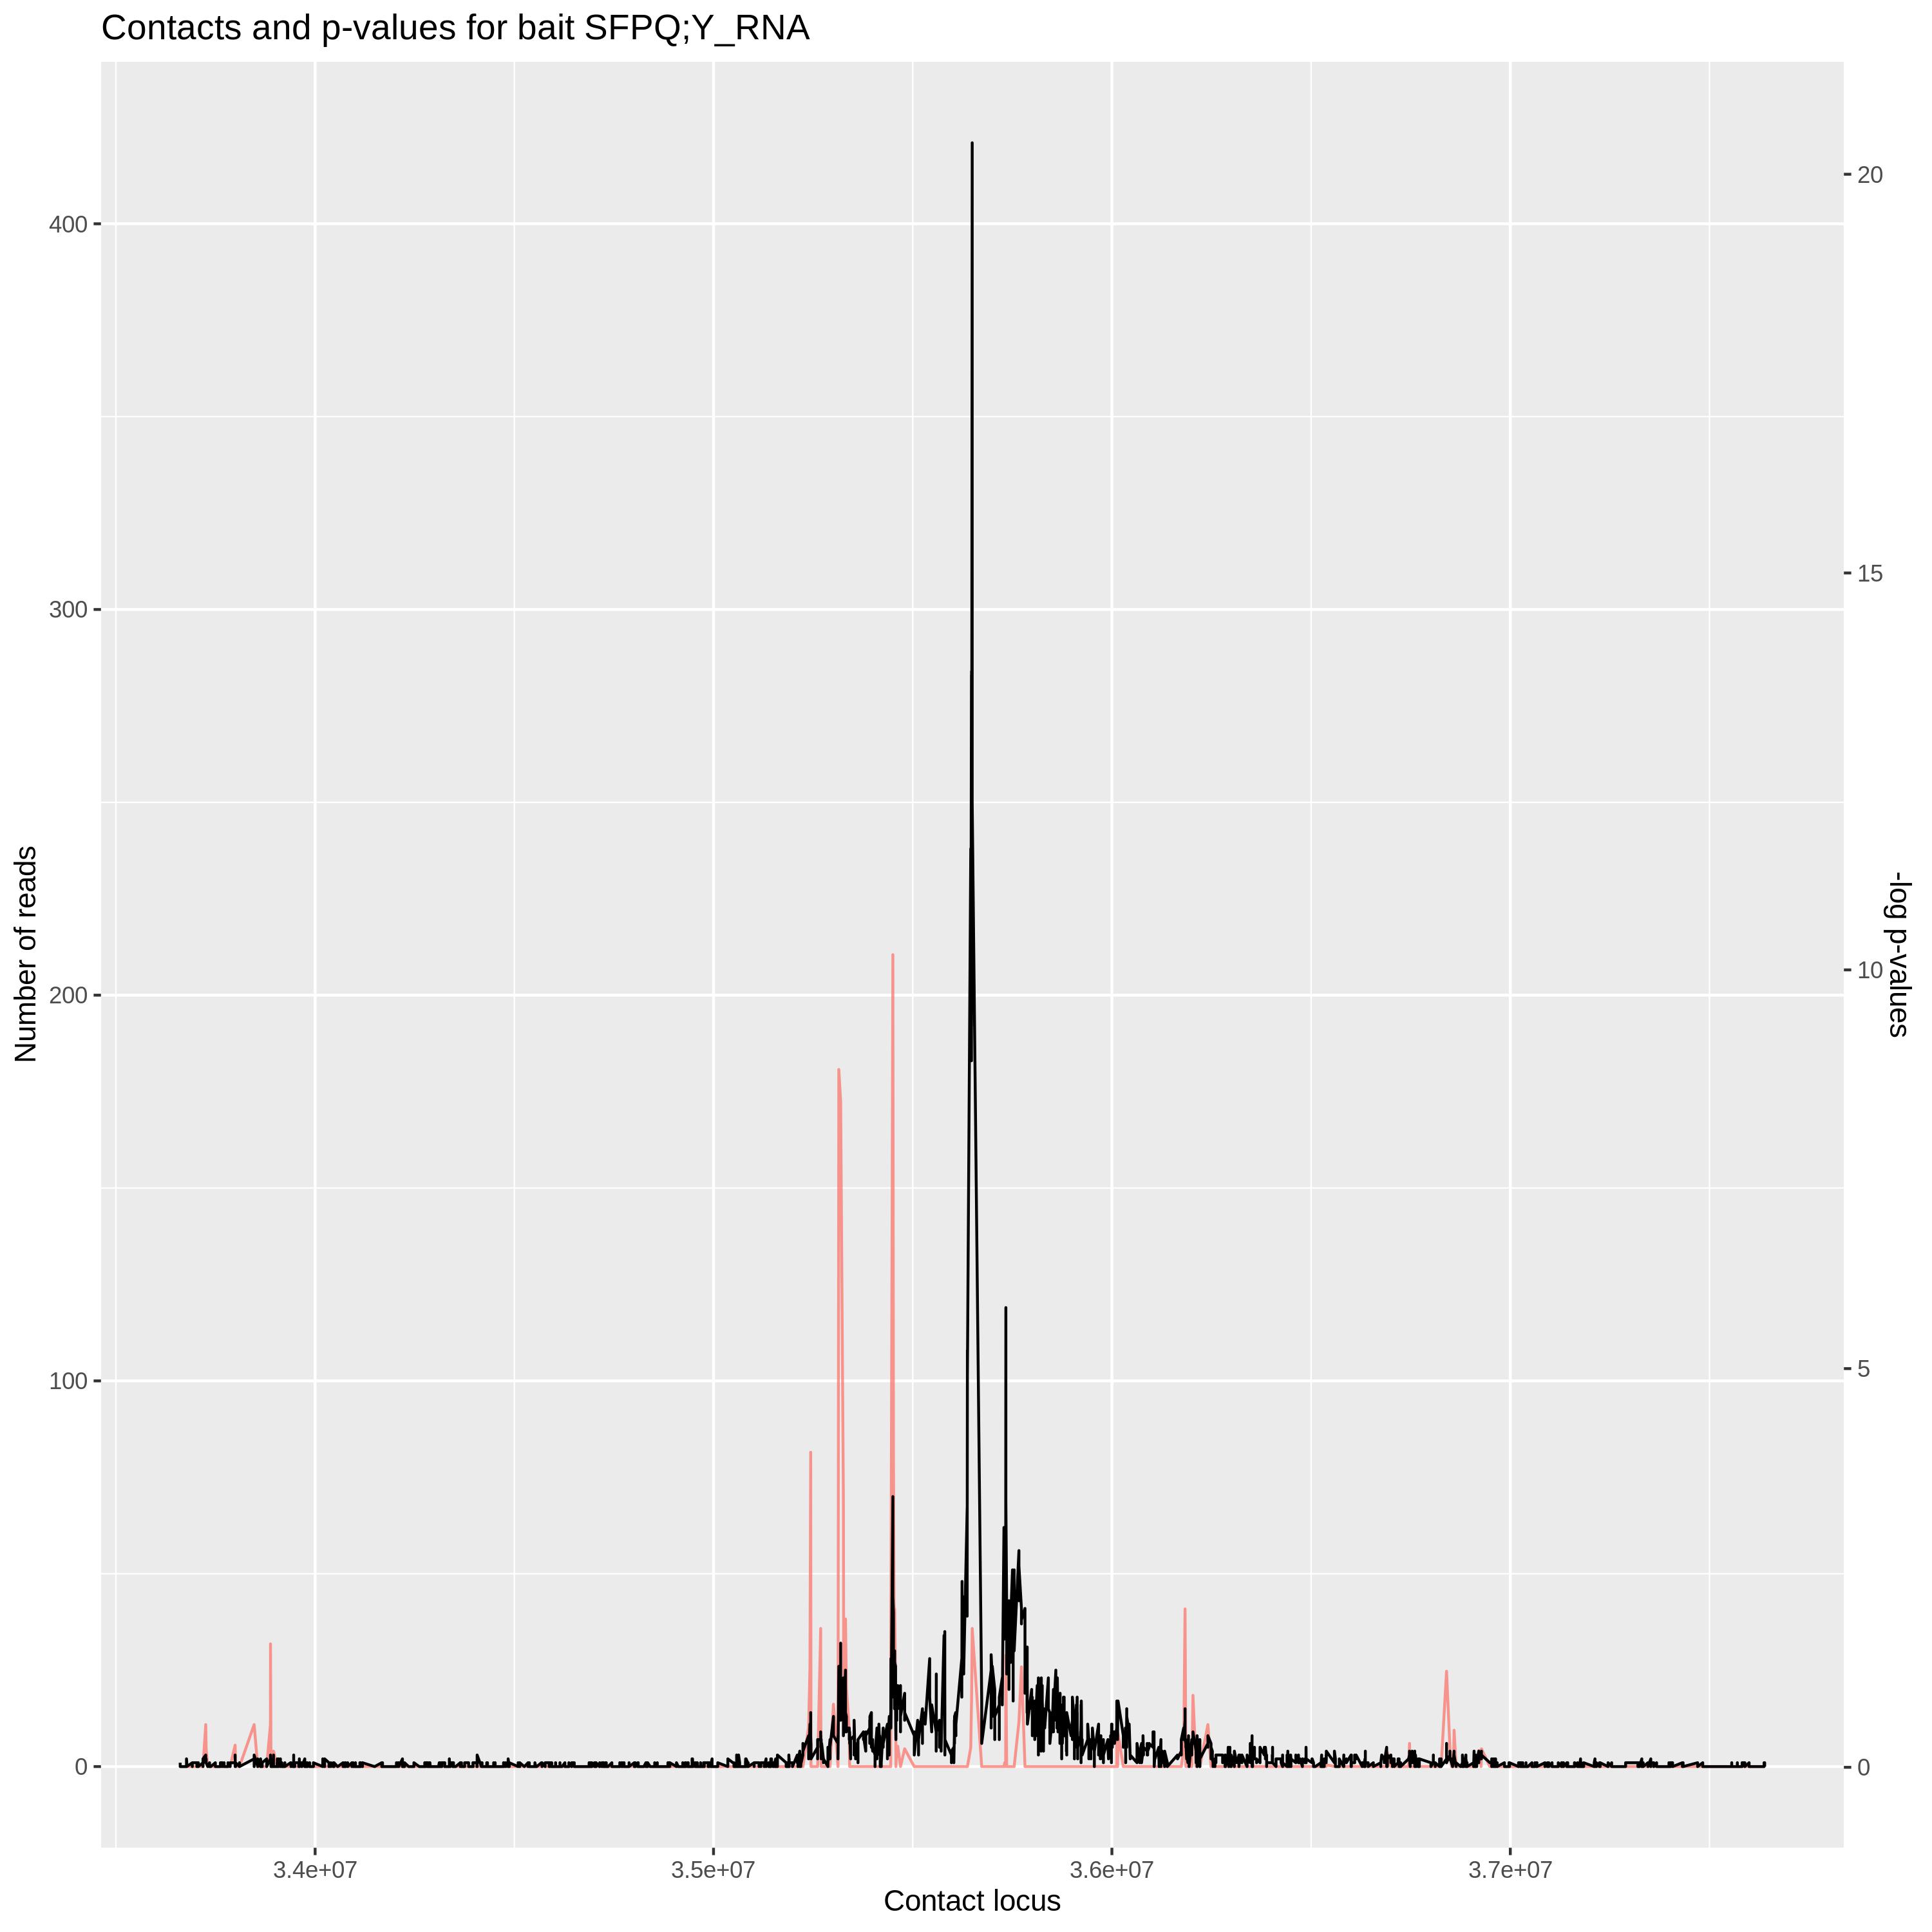 Contacts and p-values for bait SFPQ;Y_RNA
400
300
200
100
0
Number of reads
20
15
10
5
0
-log p-values
3.4e+07
3.5e+07
3.6e+07
3.7e+07
Contact locus